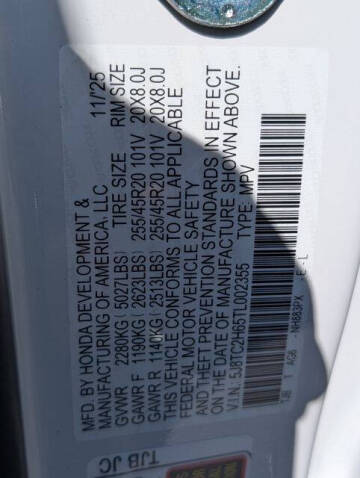 MFD. BY HONDA DEVELOPMENT & 11/'25
MANUFACTURING OF AMERICA, LLC
TIRE SIZE RIM SIZE
GVWR 2280KG (5027LBS)
GAWR F 1190KG (2623LBS) 255/45R20 101V 20X8.0J
GAWR R 1140KG (2513LBS) 255/45R20 101V 20X8.0J
THIS VEHICLE CONFORMS TO ALL APPLICABLE
FEDERAL MOTOR VEHICLE SAFETY
AND THEFT PREVENTION STANDARDS IN EFFECT
ON THE DATE OF MANUFACTURE SHOWN ABOVE.
V.I.N.: 5J8TC2H65TL002355 TYPE: MPV
TJB 1 AG6 NH883PX E - L
TJB JC